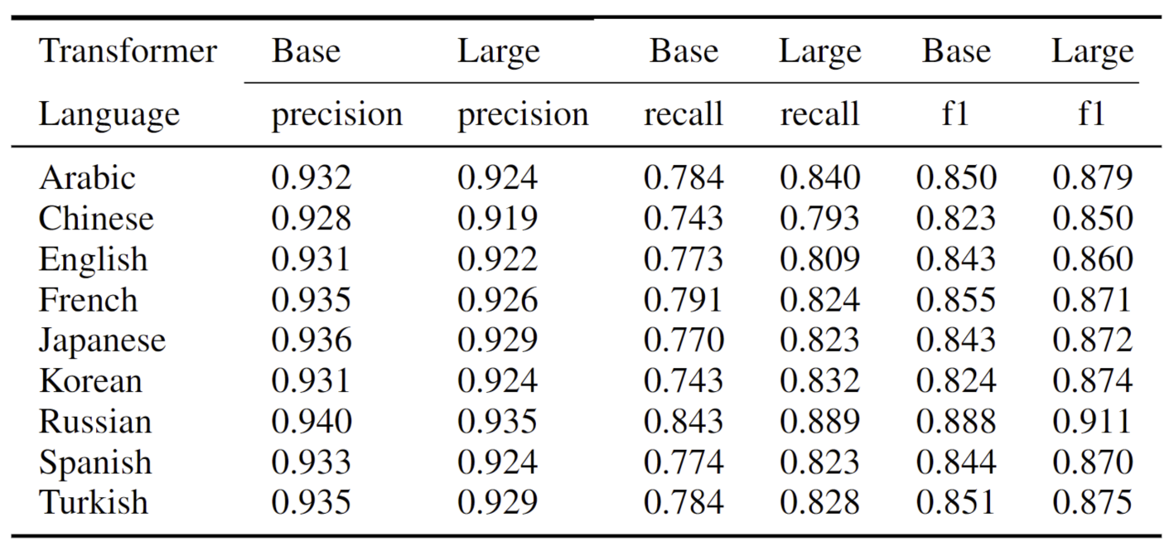 Transformer Base Large Base Large Base Large
Language precision precision recall recall f1 f1
Arabic 0.932 0.924 0.784 0.840 0.850 0.879
Chinese 0.928 0.919 0.743 0.793 0.823 0.850
English 0.931 0.922 0.773 0.809 0.843 0.860
French 0.935 0.926 0.791 0.824 0.855 0.871
Japanese 0.936 0.929 0.770 0.823 0.843 0.872
Korean 0.931 0.924 0.743 0.832 0.824 0.874
Russian 0.940 0.935 0.843 0.889 0.888 0.911
Spanish 0.933 0.924 0.774 0.823 0.844 0.870
Turkish 0.935 0.929 0.784 0.828 0.851 0.875